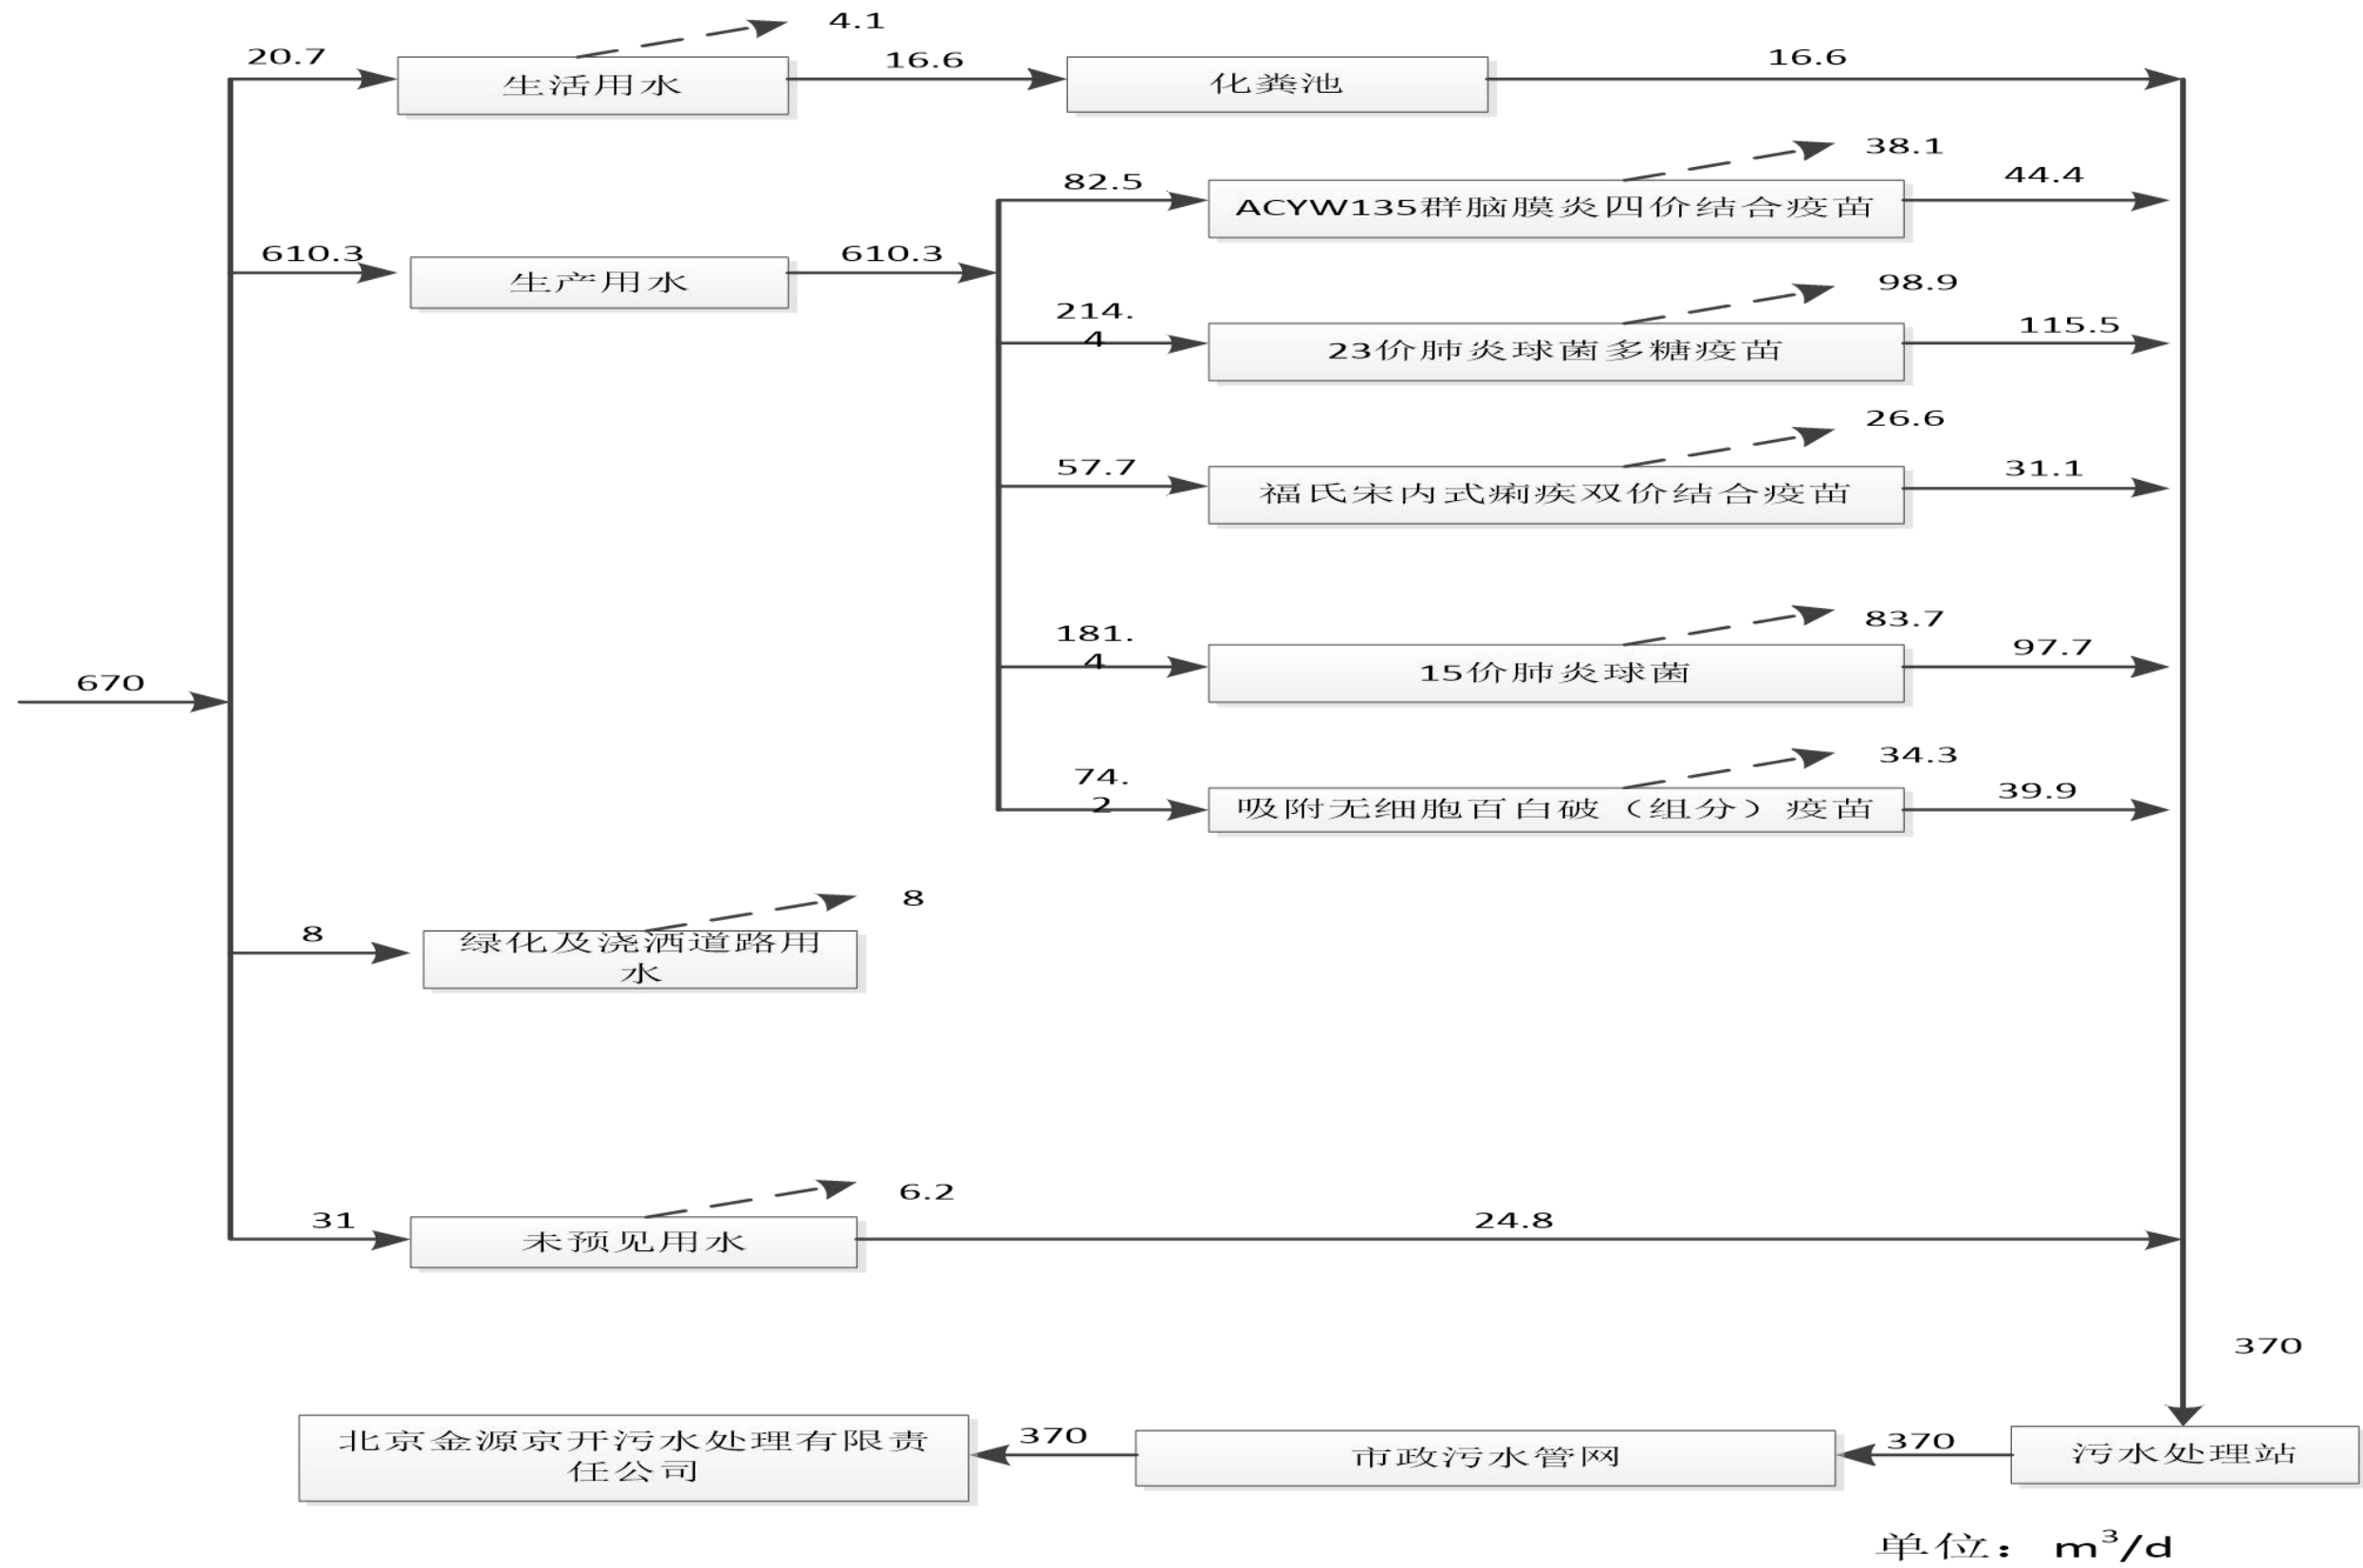 4.1
20.7
生活用水
16.6
化粪池
16.6
38.1
82.5
ACYW135群脑膜炎四价结合疫苗
44.4
610.3
生产用水
610.3
98.9
214.
4
23价肺炎球菌多糖疫苗
115.5
26.6
57.7
福氏宋内式痢疾双价结合疫苗
31.1
83.7
181.
4
15价肺炎球菌
97.7
670
34.3
74.
2
吸附无细胞百白破（组分）疫苗
39.9
8
8
绿化及浇洒道路用
水
6.2
31
未预见用水
24.8
370
北京金源京开污水处理有限责
任公司
370
市政污水管网
370
污水处理站
单位： m³/d